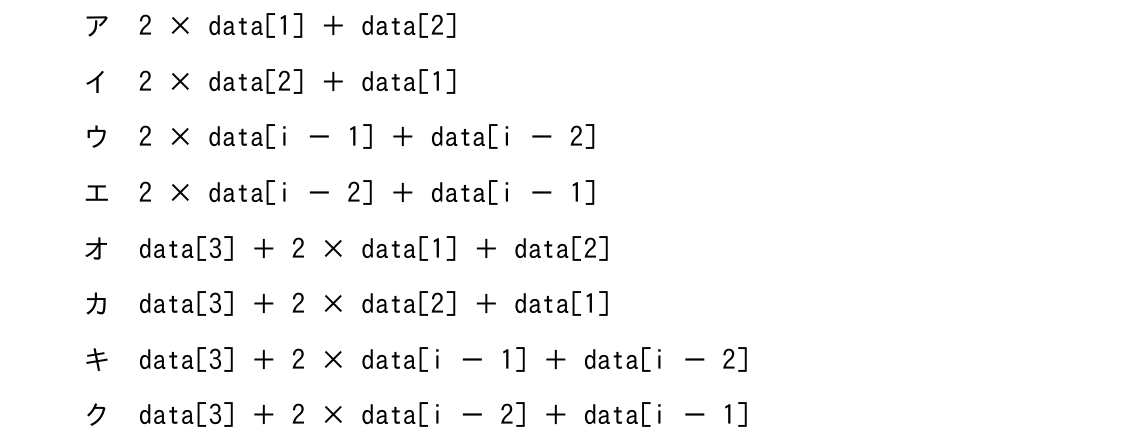 ア 2 × data[1] + data[2]
イ 2 × data[2] + data[1]
ウ 2 × data[i － 1] + data[i － 2]
エ 2 × data[i － 2] + data[i － 1]
オ data[3] + 2 × data[1] + data[2]
カ data[3] + 2 × data[2] + data[1]
キ data[3] + 2 × data[i － 1] + data[i － 2]
ク data[3] + 2 × data[i － 2] + data[i － 1]